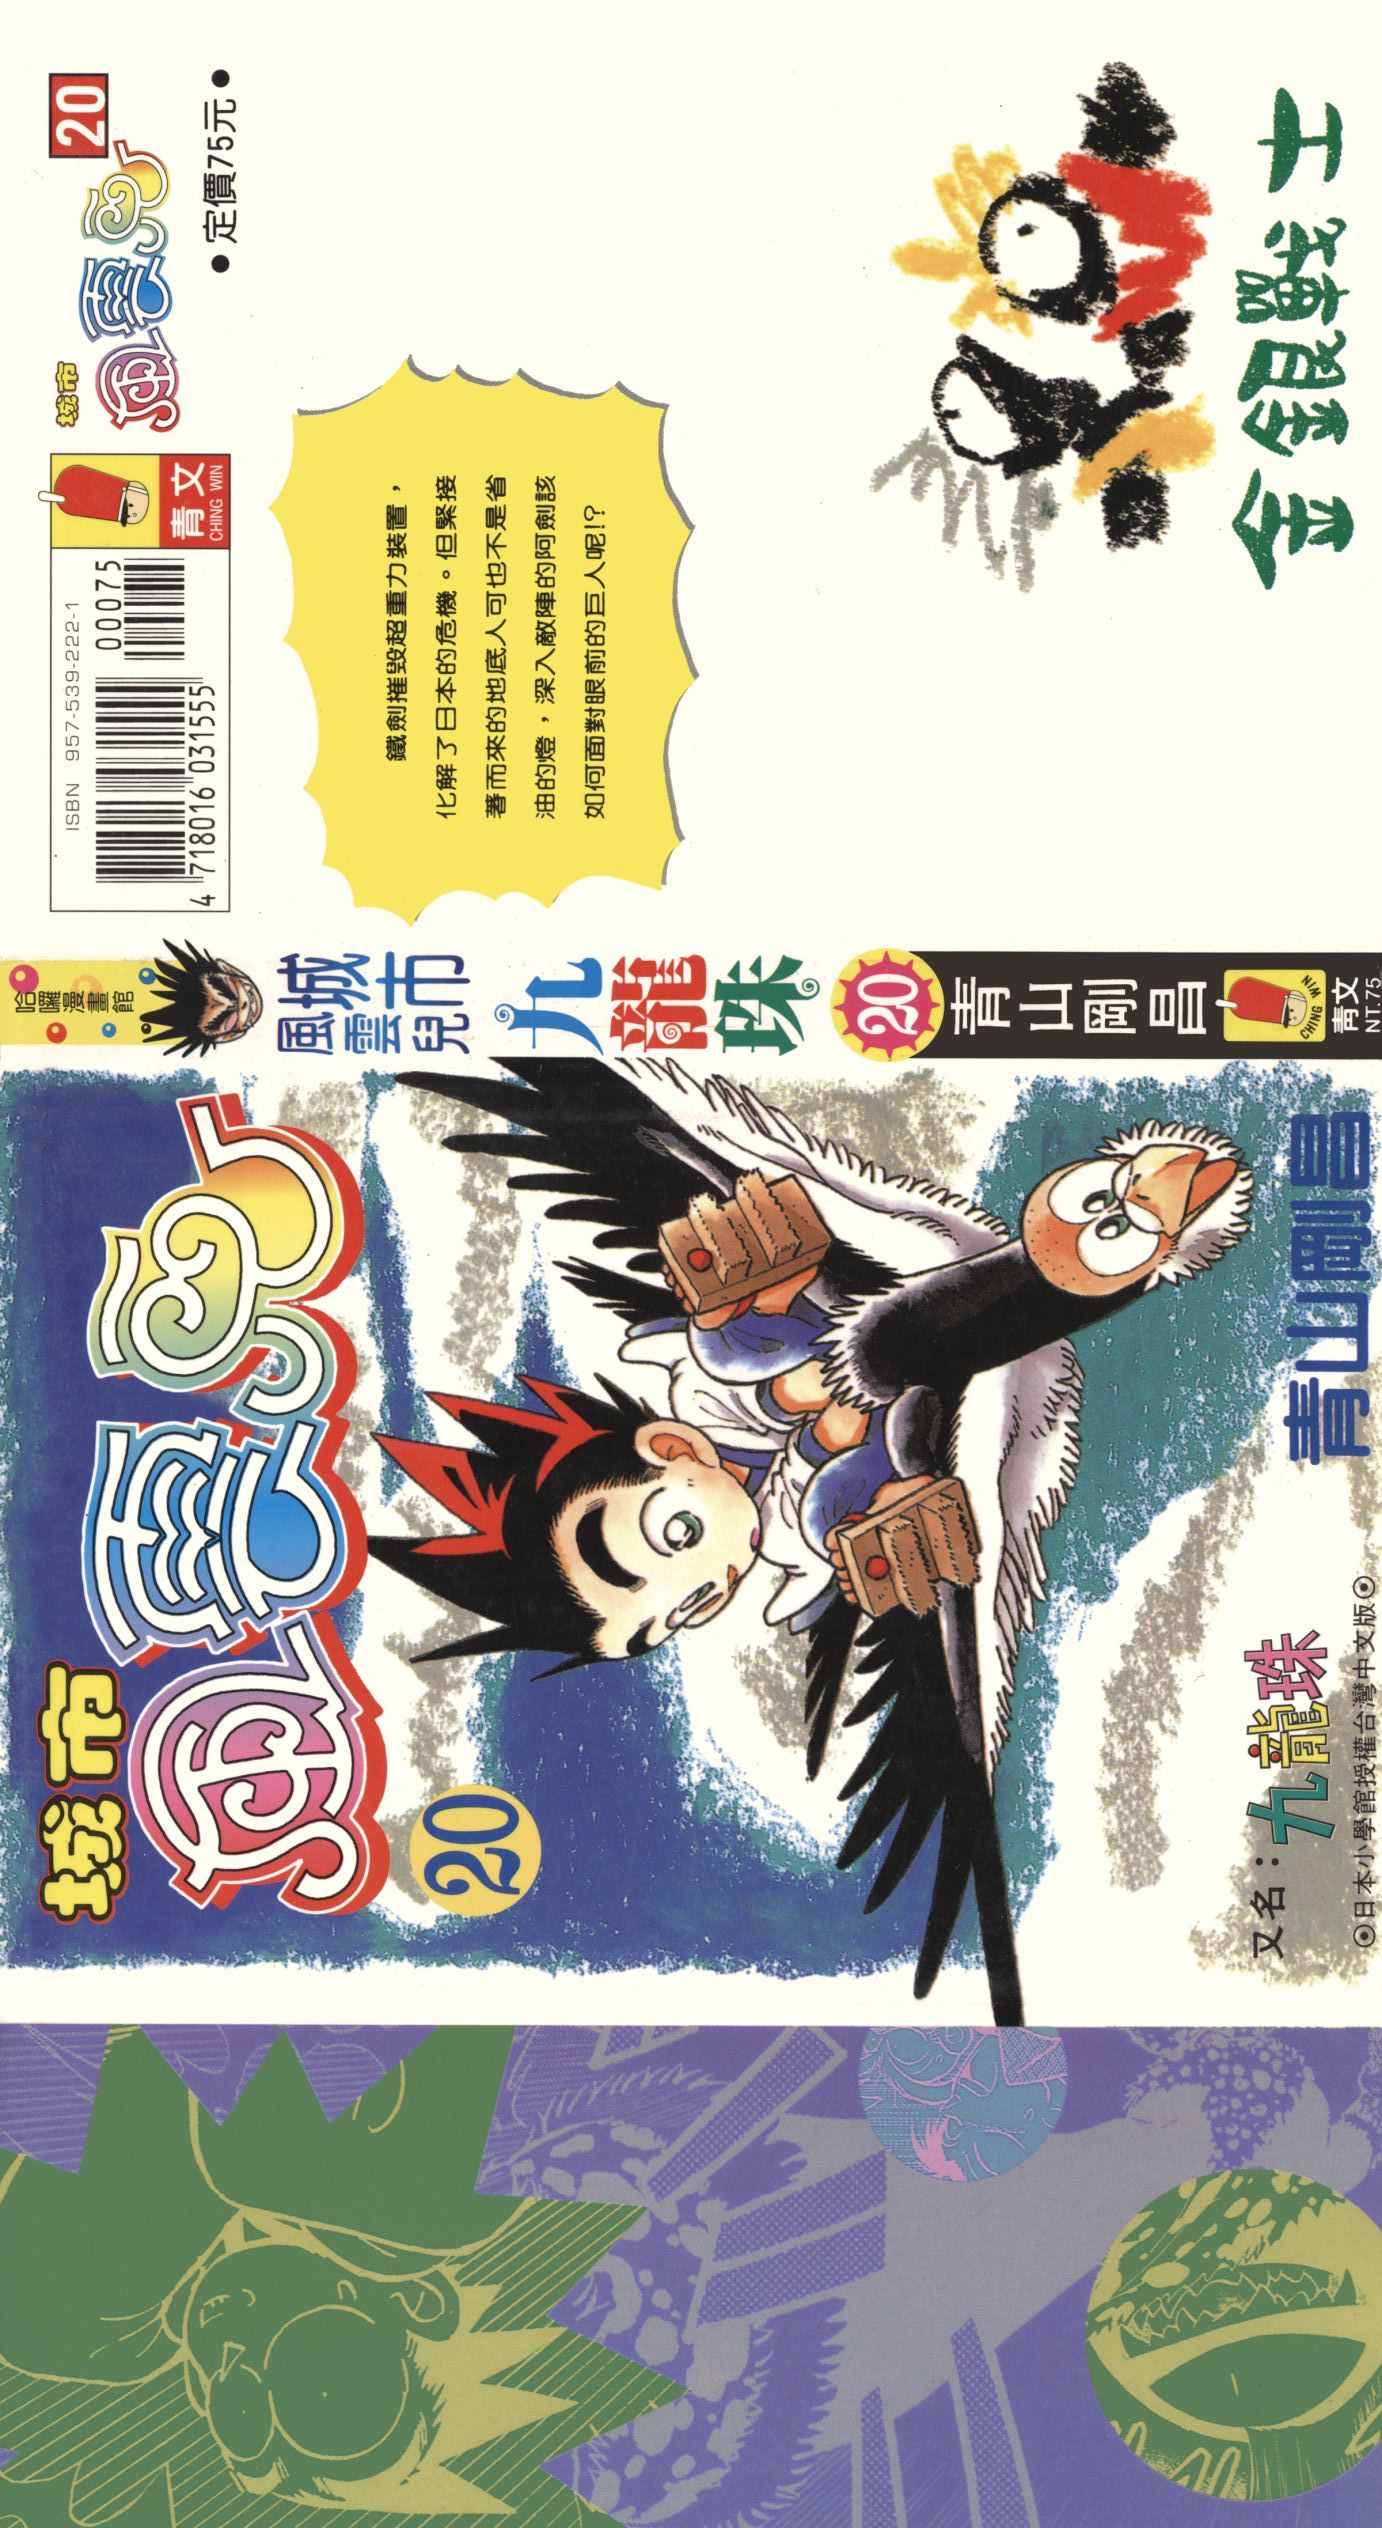 20
城市
風雲兒
●定價75元●
青文
CHING WIN
ISBN 957-539-222-1
00075
4 718016 031555
鐵劍摧毀超重力裝置，
化解了日本的危機。但緊接
著而來的地底人可也不是省
油的燈，深入敵陣的阿劍該
如何面對眼前的巨人呢!?
金銀戰士
哈囉漫畫館
城市
風雲兒
九龍珠
20
青山剛昌
CHING WIN
青文
NT.75
城市
風雲兒
20
青山剛昌
又名：九龍珠
◎日本小學館授權台灣中文版◎